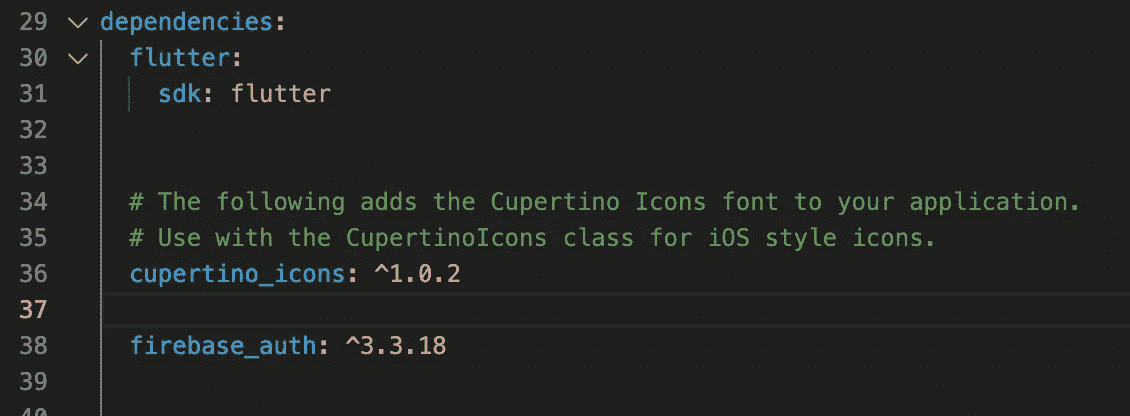 29 dependencies:
30 flutter:
31 sdk: flutter
32
33
34 # The following adds the Cupertino Icons font to your application.
35 # Use with the CupertinoIcons class for iOS style icons.
36 cupertino_icons: ^1.0.2
37
38 firebase_auth: ^3.3.18
39
40